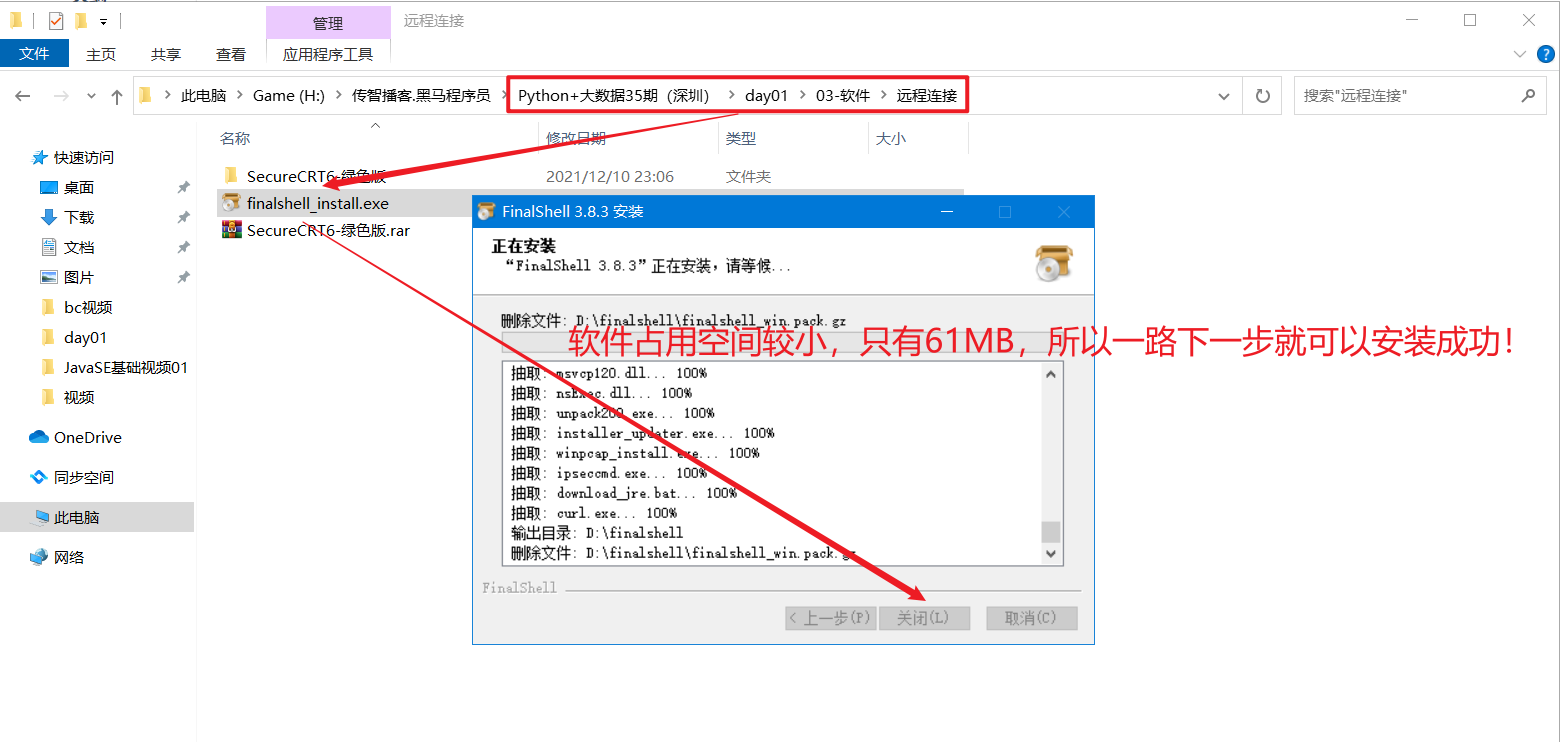 管理
远程连接
文件
主页
共享
查看
应用程序工具
此电脑
Game (H:)
传智播客.黑马程序员
Python+大数据35期（深圳）
day01
03-软件
远程连接
搜索"远程连接"
名称
修改日期
类型
大小
快速访问
桌面
下载
文档
图片
bc视频
day01
JavaSE基础视频01
视频
OneDrive
同步空间
此电脑
网络
SecureCRT6-绿色版
2021/12/10 23:06
文件夹
finalshell_install.exe
SecureCRT6-绿色版.rar
FinalShell 3.8.3 安装
正在安装
“FinalShell 3.8.3”正在安装，请等候...
删除文件: D:\finalshell\finalshell_win.pack.gz
软件占用空间较小，只有61MB，所以一路下一步就可以安装成功！
抽取: msvcp120.dll... 100%
抽取: nsExec.dll... 100%
抽取: unpack200.exe... 100%
抽取: installer_updater.exe... 100%
抽取: winpcap_install.exe... 100%
抽取: ipseccmd.exe... 100%
抽取: download_jre.bat... 100%
抽取: curl.exe... 100%
输出目录: D:\finalshell
删除文件: D:\finalshell\finalshell_win.pack.gz
FinalShell
< 上一步(P)
关闭(L)
取消(C)